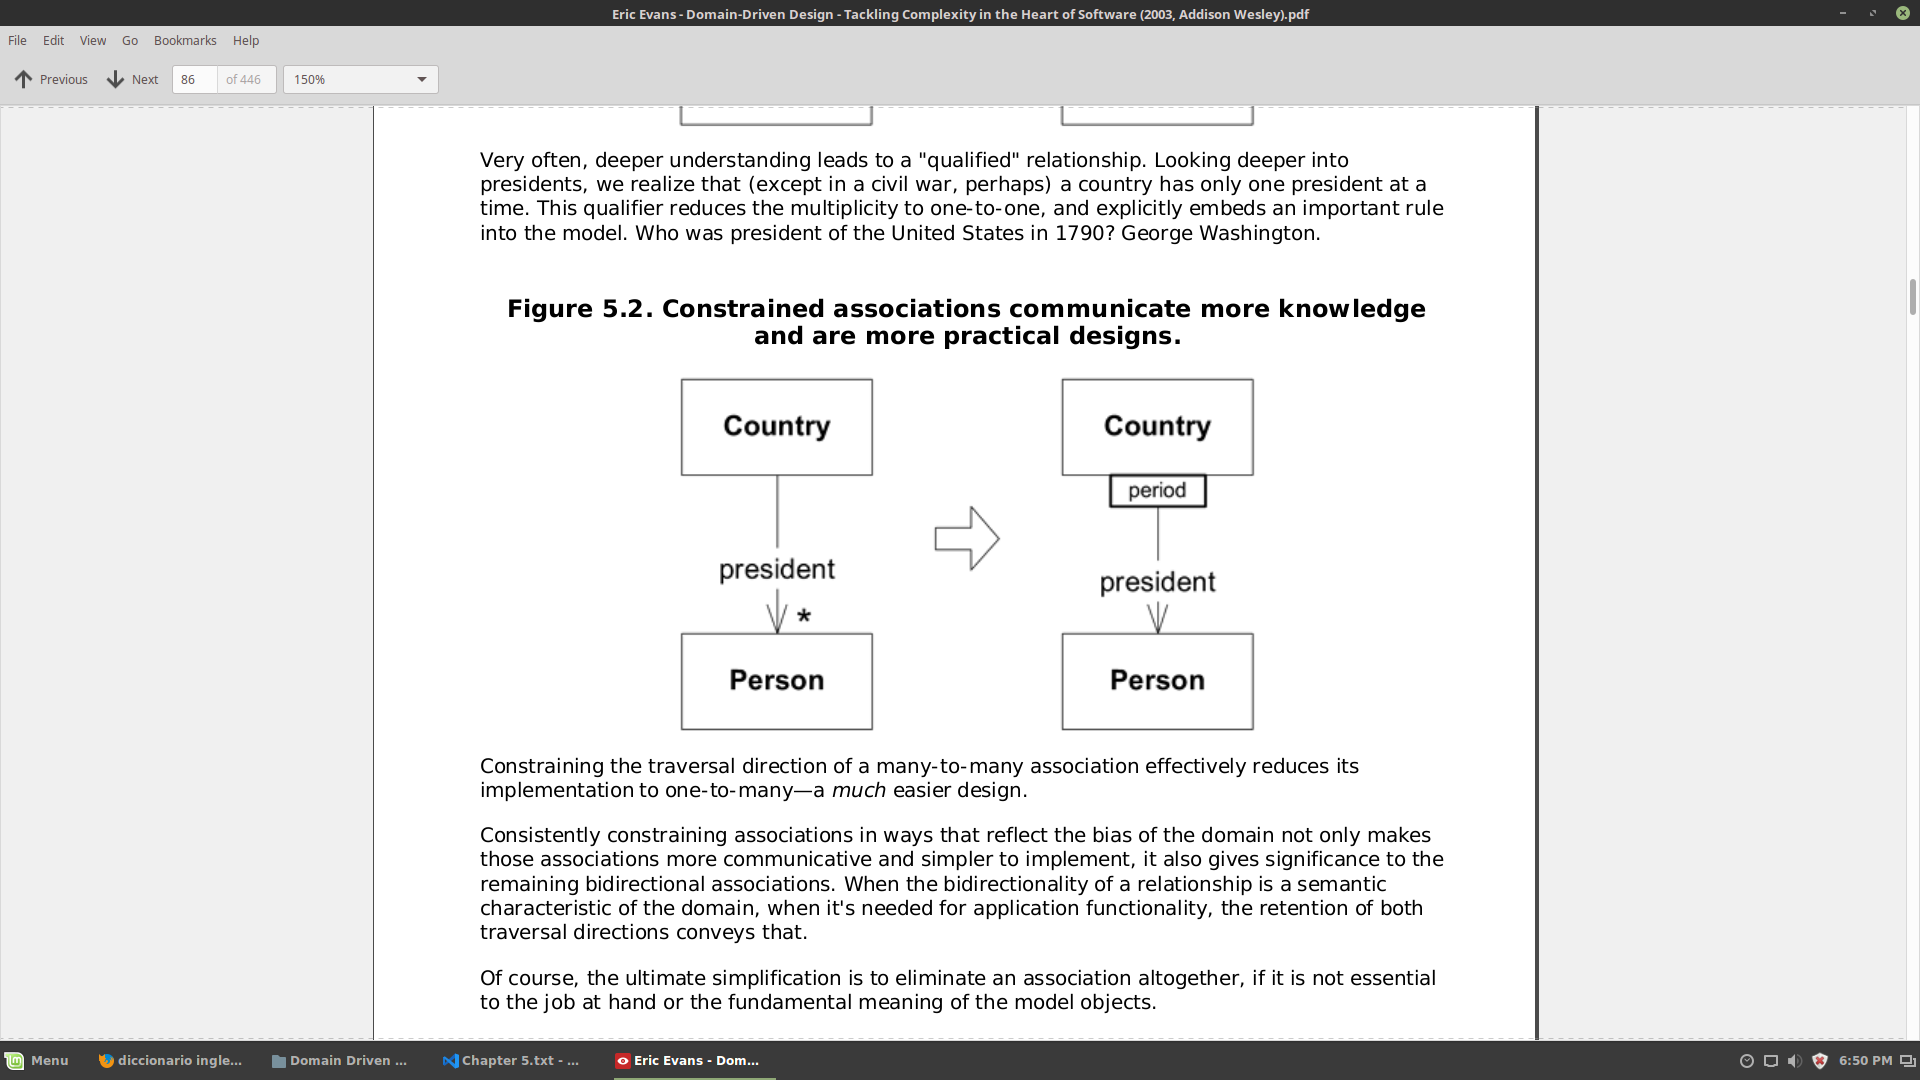 Eric Evans - Domain-Driven Design - Tackling Complexity in the Heart of Software (2003, Addison Wesley).pdf
File Edit View Go Bookmarks Help
Previous Next 86 of 446 150%
Very often, deeper understanding leads to a "qualified" relationship. Looking deeper into
presidents, we realize that (except in a civil war, perhaps) a country has only one president at a
time. This qualifier reduces the multiplicity to one-to-one, and explicitly embeds an important rule
into the model. Who was president of the United States in 1790? George Washington.
Figure 5.2. Constrained associations communicate more knowledge
and are more practical designs.
Country Country
period
president president
*
Person Person
Constraining the traversal direction of a many-to-many association effectively reduces its
implementation to one-to-many—a much easier design.
Consistently constraining associations in ways that reflect the bias of the domain not only makes
those associations more communicative and simpler to implement, it also gives significance to the
remaining bidirectional associations. When the bidirectionality of a relationship is a semantic
characteristic of the domain, when it's needed for application functionality, the retention of both
traversal directions conveys that.
Of course, the ultimate simplification is to eliminate an association altogether, if it is not essential
to the job at hand or the fundamental meaning of the model objects.
Menu diccionario ingle... Domain Driven ... Chapter 5.txt - ... Eric Evans - Dom... 6:50 PM